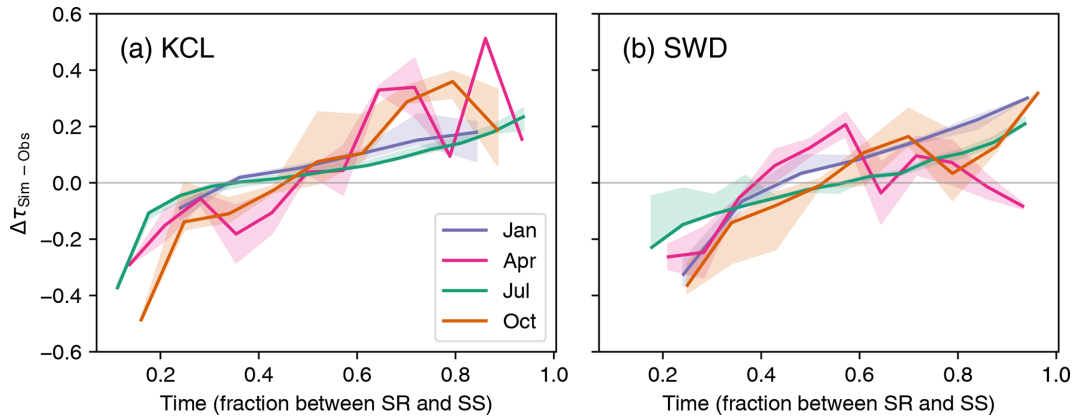 (a) KCL
(b) SWD
0.6
0.4
0.2
0.0
−0.2
−0.4
−0.6
Δτ Sim − Obs
Jan
Apr
Jul
Oct
0.2 0.4 0.6 0.8 1.0
0.2 0.4 0.6 0.8 1.0
Time (fraction between SR and SS)
Time (fraction between SR and SS)